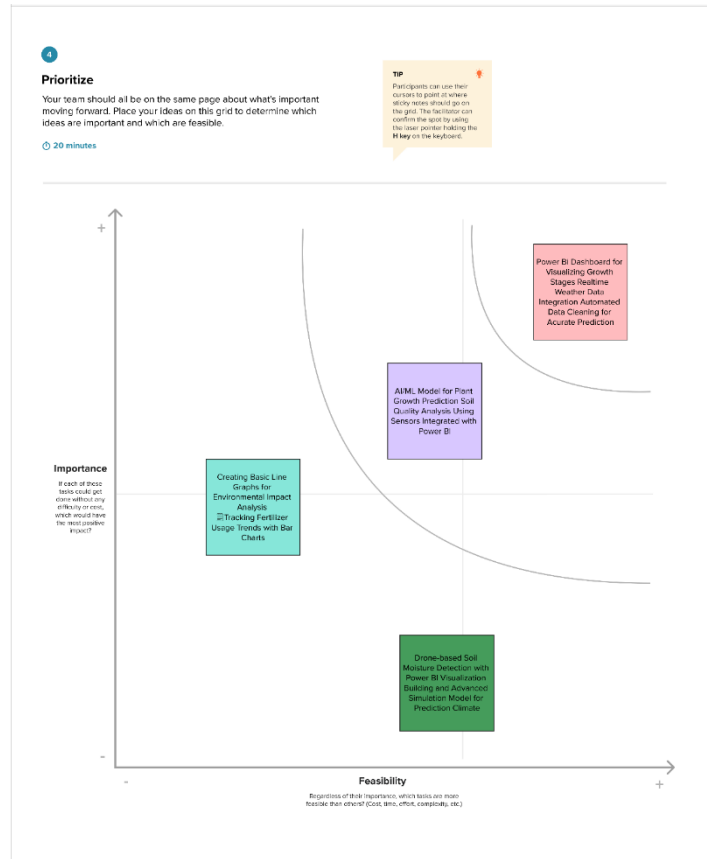 4
Prioritize
Your team should all be on the same page about what's important
moving forward. Place your ideas on this grid to determine which
ideas are important and which are feasible.
20 minutes
TIP
Participants can use their
cursors to point at where
sticky notes should go on
the grid. The facilitator can
confirm the spot by using
the laser pointer holding the
H key on the keyboard.
+
Power BI Dashboard for
Visualizing Growth
Stages Realtime
Weather Data
Integration Automated
Data Cleaning for
Acurate Prediction
AI/ML Model for Plant
Growth Prediction Soil
Quality Analysis Using
Sensors Integrated with
Power BI
Importance
If each of these
tasks could get
done without any
difficulty or cost,
which would have
the most positive
impact?
Creating Basic Line
Graphs for
Environmental Impact
Analysis
Tracking Fertilizer
Usage Trends with Bar
Charts
Drone-based Soil
Moisture Detection with
Power BI Visualization
Building and Advanced
Simulation Model for
Prediction Climate
-
-
Feasibility
+
Regardless of their importance, which tasks are more
feasible than others? (Cost, time, effort, complexity, etc.)